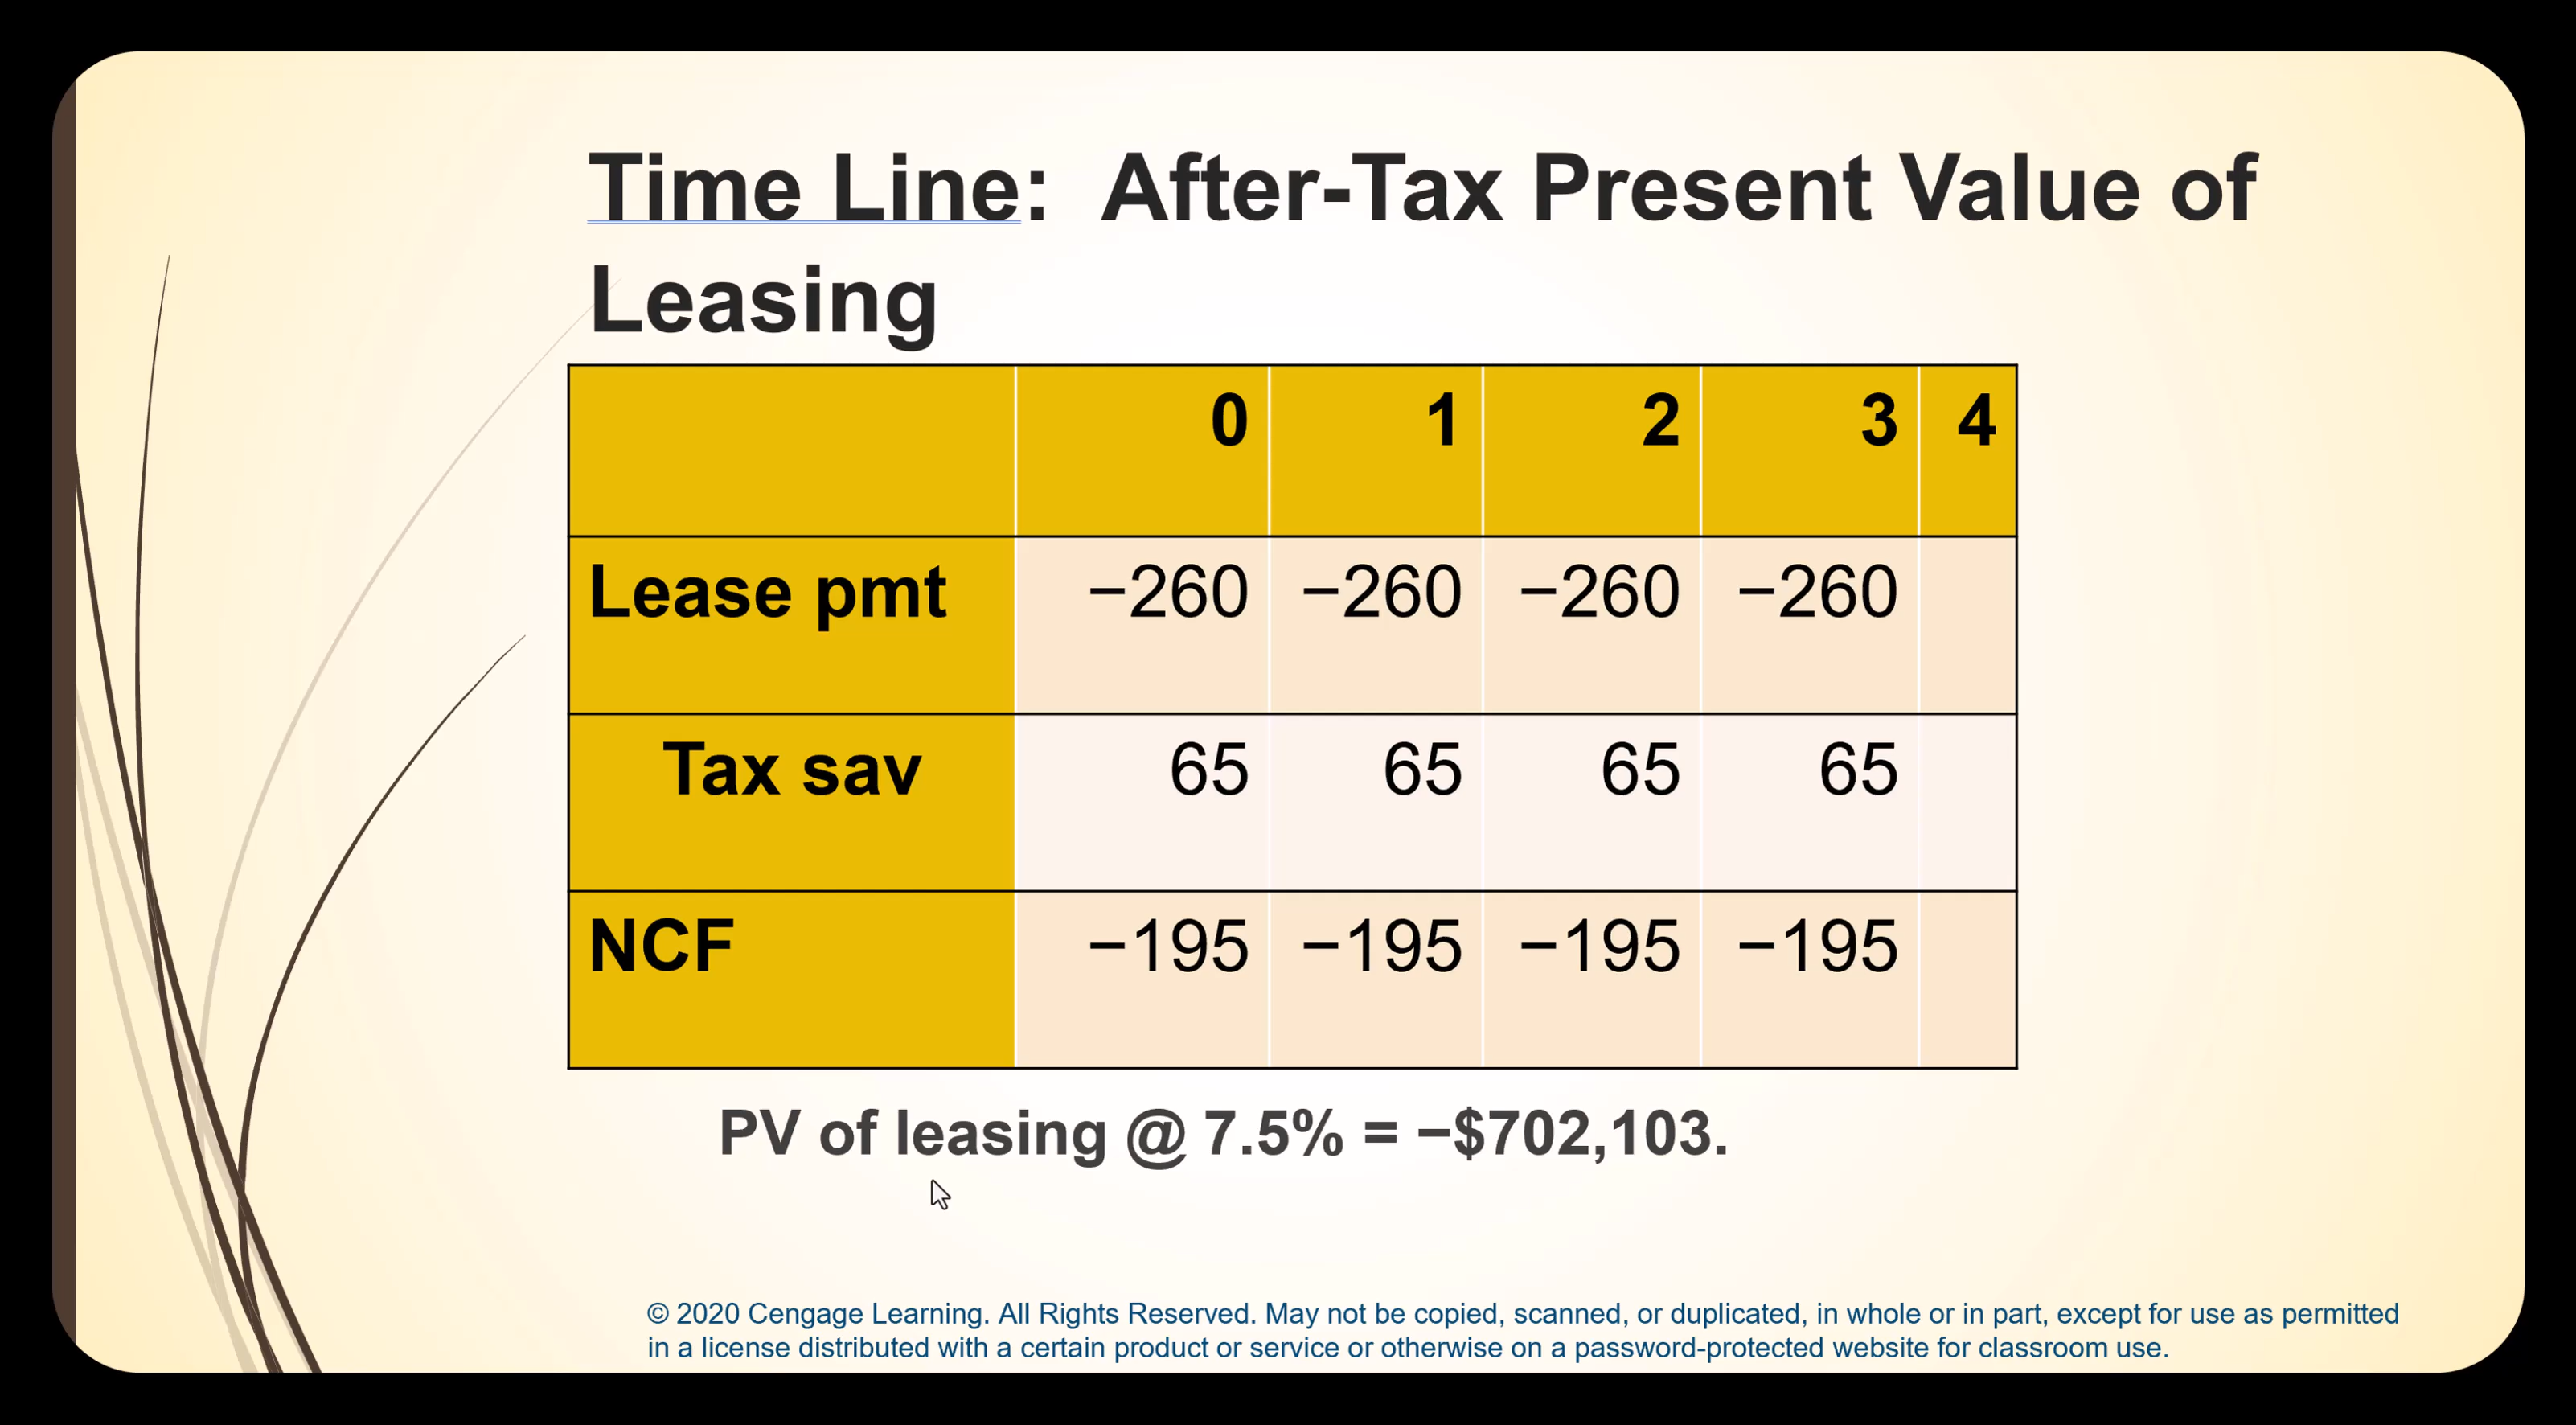 Time Line:  After-Tax Present Value of
Leasing
0 1 2 3 4
Lease pmt −260 −260 −260 −260
Tax sav 65 65 65 65
NCF −195 −195 −195 −195
PV of leasing @ 7.5% = −$702,103.
© 2020 Cengage Learning. All Rights Reserved. May not be copied, scanned, or duplicated, in whole or in part, except for use as permitted
in a license distributed with a certain product or service or otherwise on a password-protected website for classroom use.